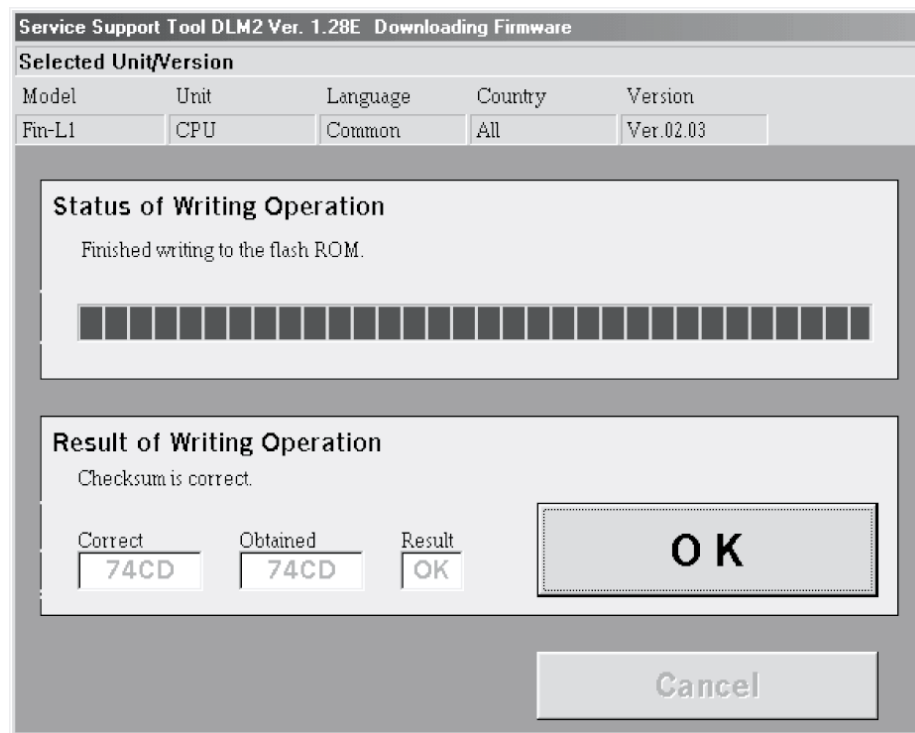 Service Support Tool DLM2 Ver. 1.28E Downloading Firmware
Selected Unit/Version
Model Unit Language Country Version
Fin-L1 CPU Common All Ver.02.03
Status of Writing Operation
Finished writing to the flash ROM.
Result of Writing Operation
Checksum is correct.
Correct Obtained Result
74CD 74CD OK
OK
Cancel